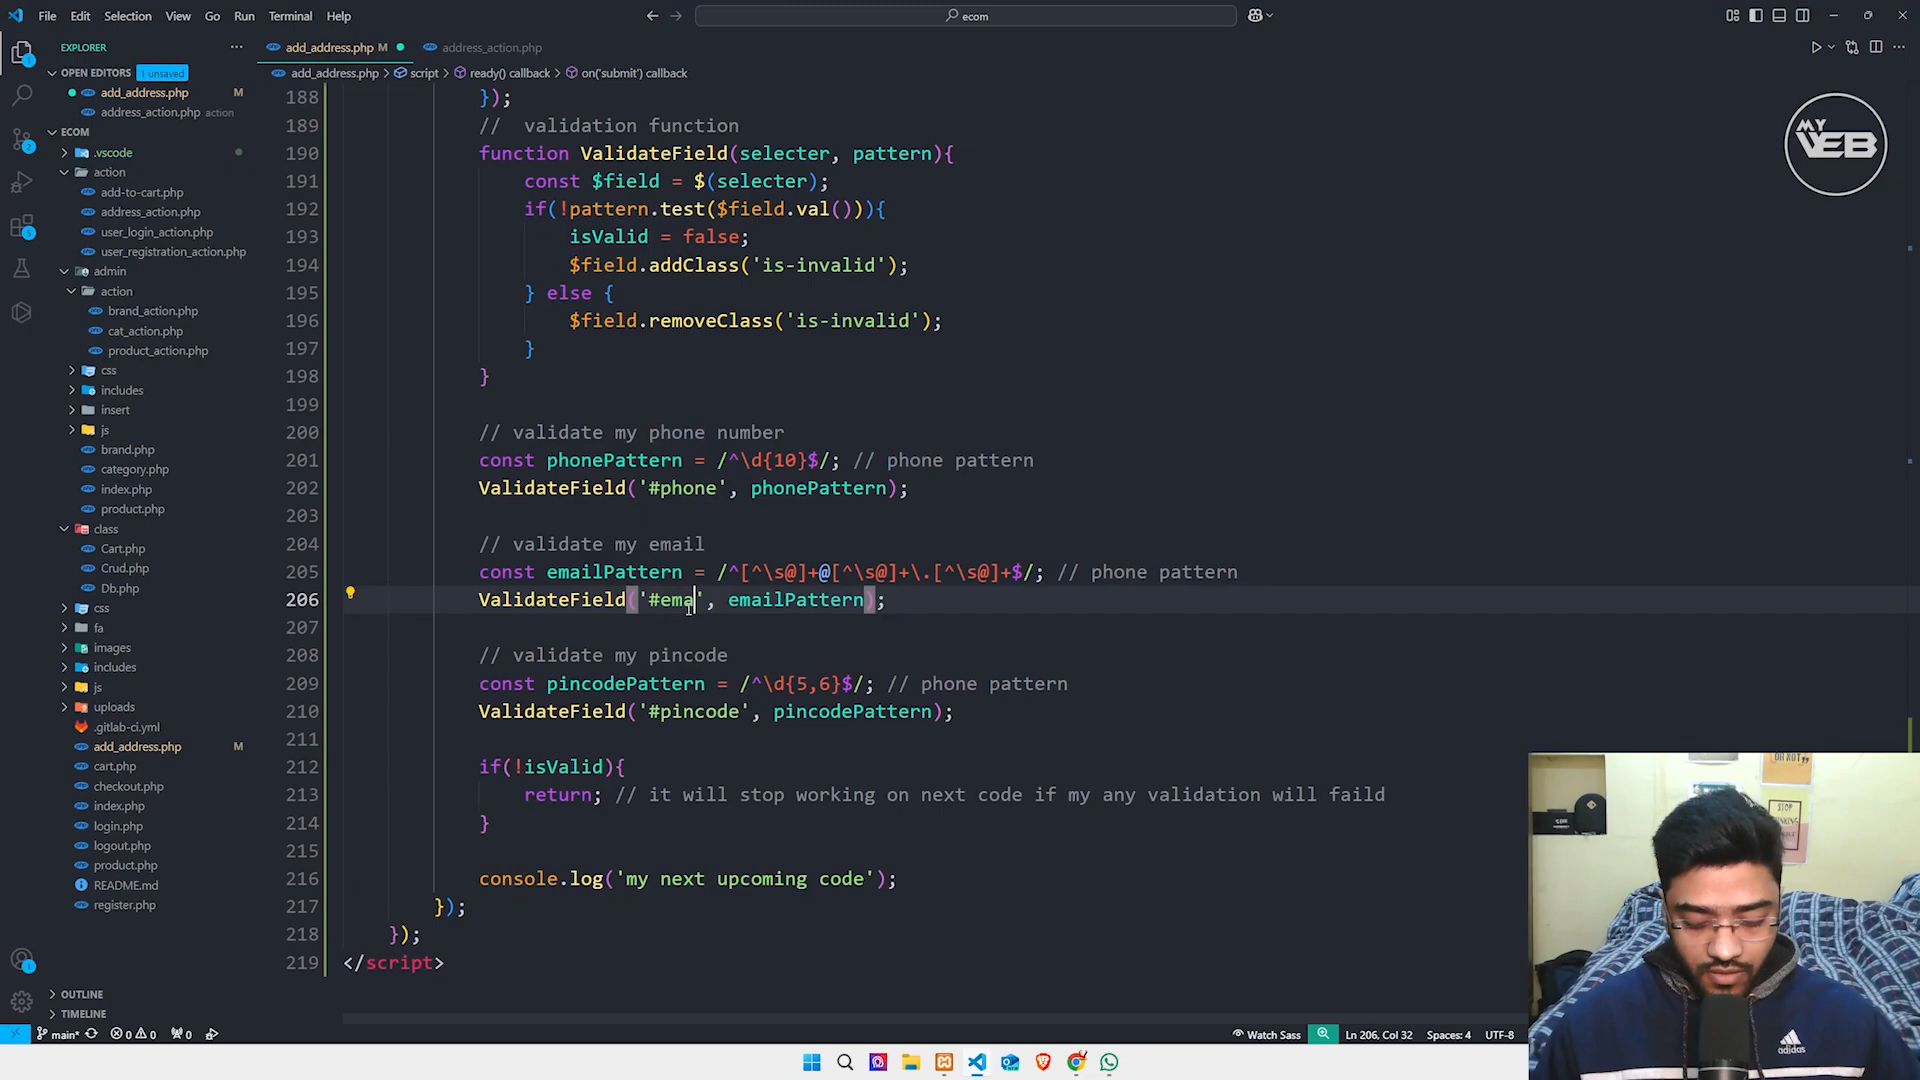 File Edit Selection View Go Run Terminal Help
ecom
EXPLORER
OPEN EDITORS 1 unsaved
add_address.php M
address_action.php action
ECOM
.vscode
action
add-to-cart.php
address_action.php
user_login_action.php
user_registration_action.php
admin
action
brand_action.php
cat_action.php
product_action.php
css
includes
insert
js
brand.php
category.php
index.php
product.php
class
Cart.php
Crud.php
Db.php
css
fa
images
includes
js
uploads
.gitlab-ci.yml
add_address.php M
cart.php
checkout.php
index.php
login.php
logout.php
product.php
README.md
register.php
OUTLINE
TIMELINE
add_address.php M
address_action.php
add_address.php > script > ready() callback > on('submit') callback
188 });
189 // validation function
190 function ValidateField(selecter, pattern){
191 const $field = $(selecter);
192 if(!pattern.test($field.val())){
193 isValid = false;
194 $field.addClass('is-invalid');
195 } else {
196 $field.removeClass('is-invalid');
197 }
198 }
199
200 // validate my phone number
201 const phonePattern = /^\d{10}$/; // phone pattern
202 ValidateField('#phone', phonePattern);
203
204 // validate my email
205 const emailPattern = /^[^\s@]+@[^\s@]+\.[^\s@]+$/; // phone pattern
206 ValidateField('#ema', emailPattern);
207
208 // validate my pincode
209 const pincodePattern = /^\d{5,6}$/; // phone pattern
210 ValidateField('#pincode', pincodePattern);
211
212 if(!isValid){
213 return; // it will stop working on next code if my any validation will faild
214 }
215
216 console.log('my next upcoming code');
217 });
218 });
219 </script>
MY
WEB
STOP
adidas
main* 0 0 0
Watch Sass Ln 206, Col 32 Spaces: 4 UTF-8